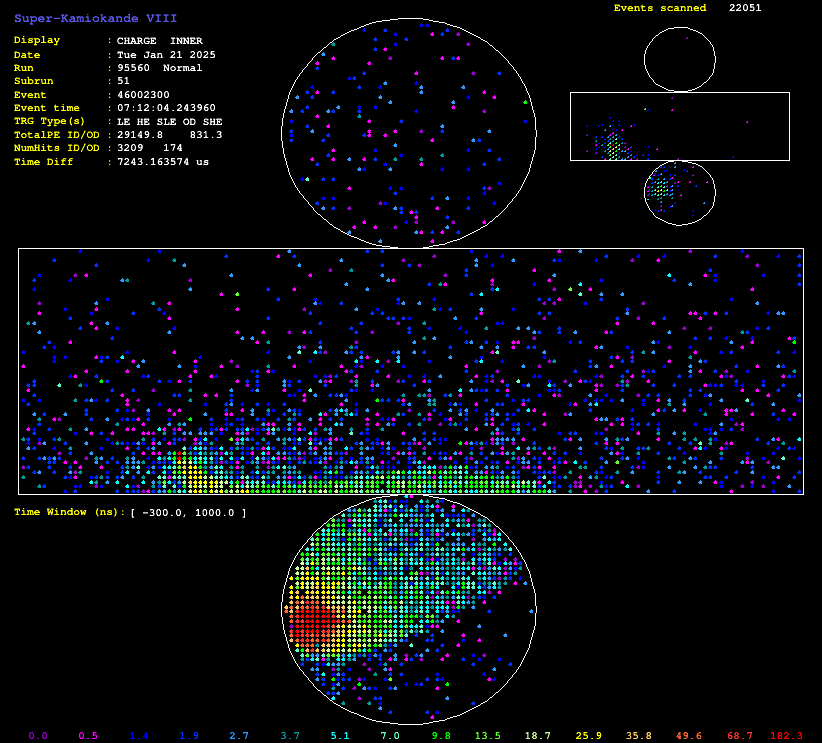 Super-Kamiokande VIII
Events scanned 22051
Display : CHARGE INNER
Date : Tue Jan 21 2025
Run : 95560 Normal
Subrun : 51
Event : 46002300
Event time : 07:12:04.243960
TRG Type(s) : LE HE SLE OD SHE
TotalPE ID/OD : 29149.8 831.3
NumHits ID/OD : 3209 174
Time Diff : 7243.163574 us
Time Window (ns): [ -300.0, 1000.0 ]
0.0 0.5 1.4 1.9 2.7 3.7 5.1 7.0 9.8 13.5 18.7 25.9 35.8 49.6 68.7 182.3